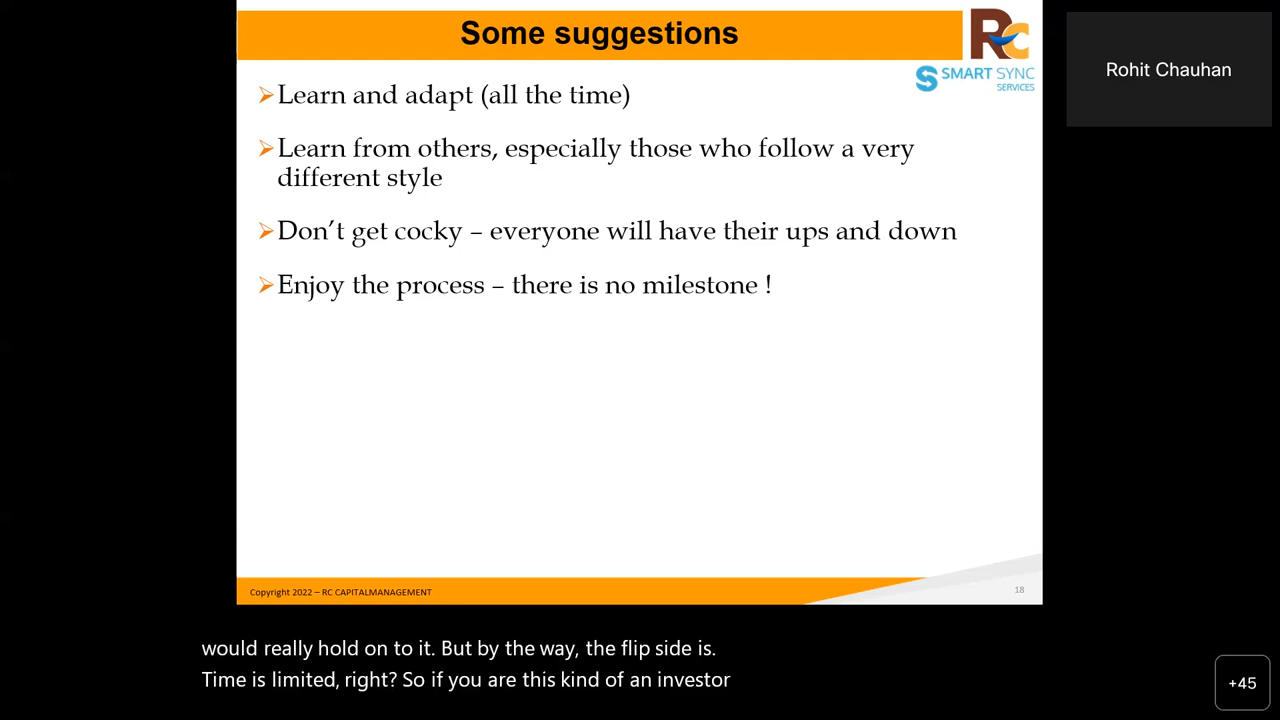 Some suggestions
RC
SMART SYNC
SERVICES
Rohit Chauhan
➢Learn and adapt (all the time)
➢Learn from others, especially those who follow a very
different style
➢Don’t get cocky – everyone will have their ups and down
➢Enjoy the process – there is no milestone !
Copyright 2022 – RC CAPITALMANAGEMENT
18
would really hold on to it. But by the way, the flip side is.
Time is limited, right? So if you are this kind of an investor
+45